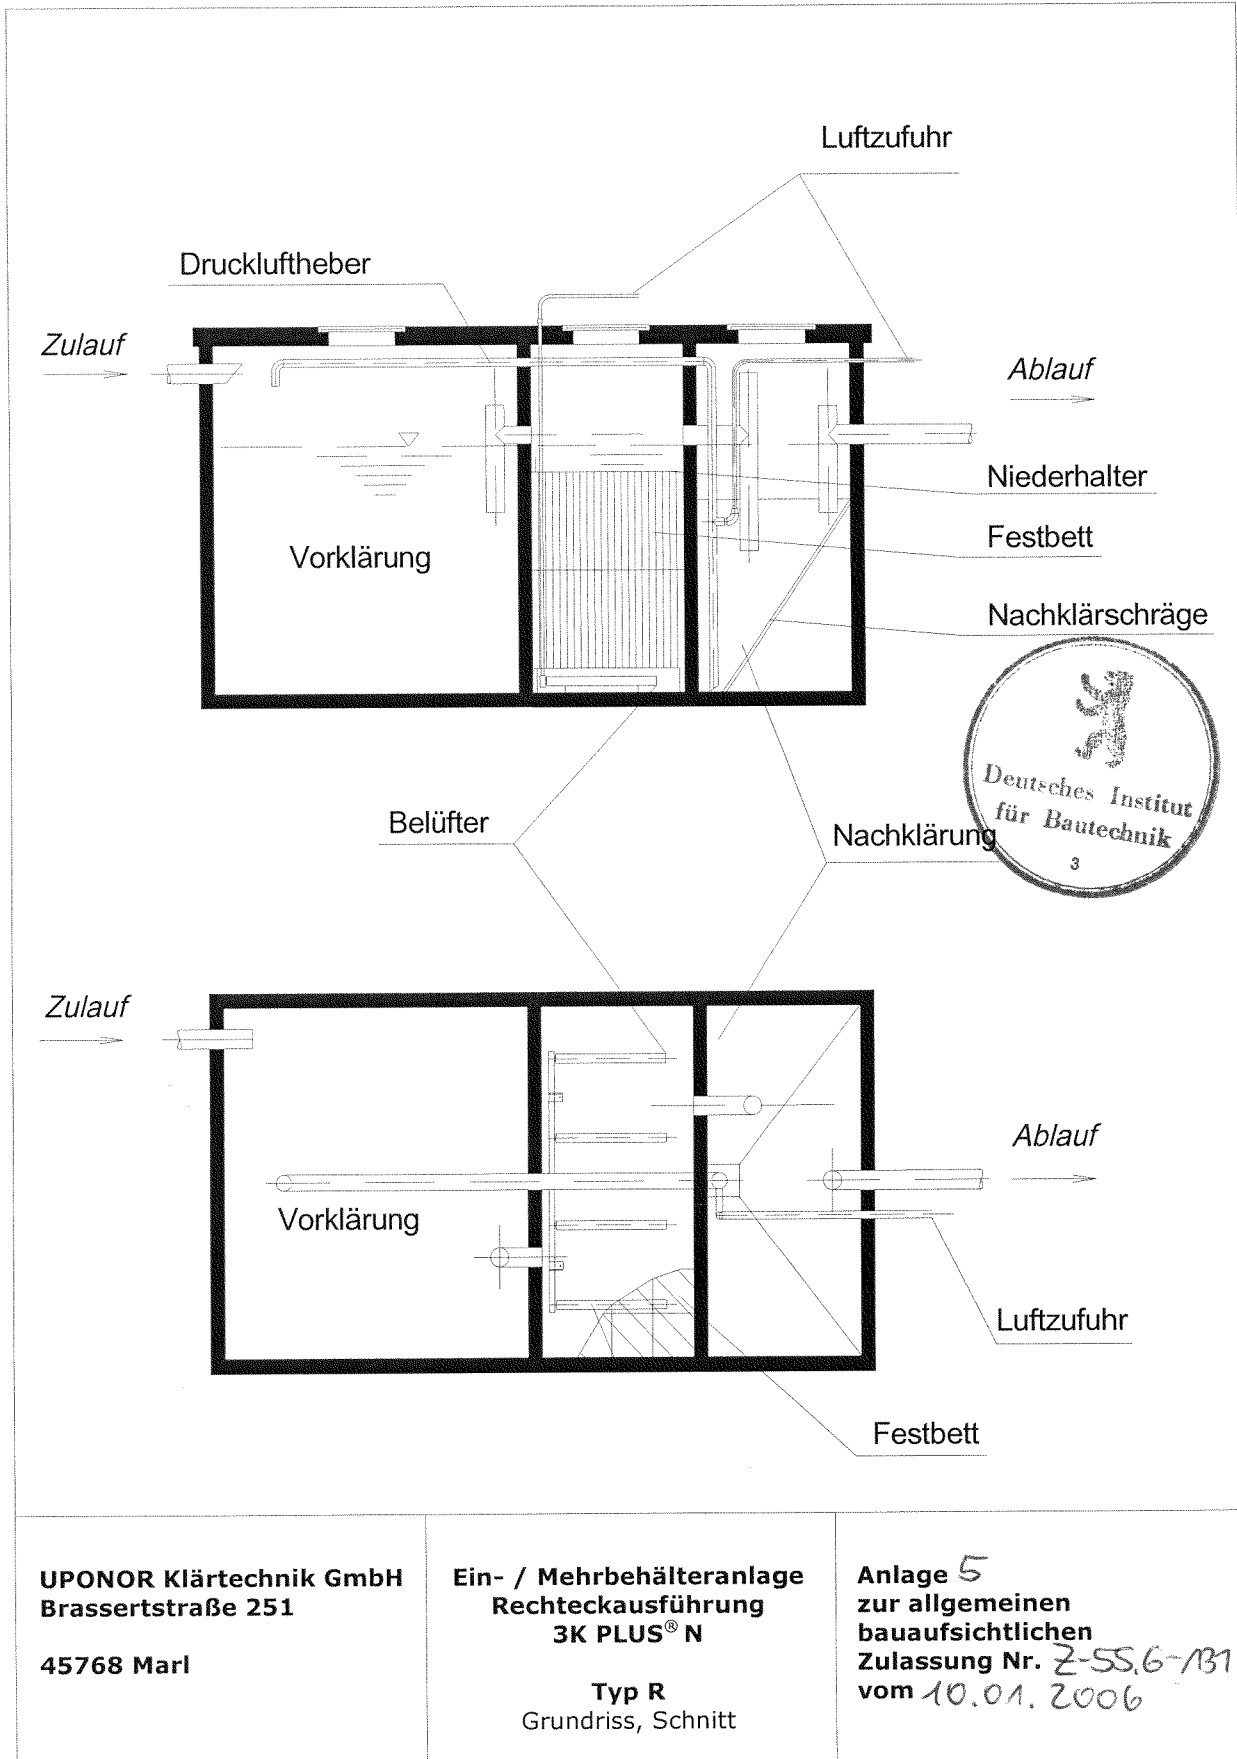 Luftzufuhr
Druckluftheber
Zulauf
Ablauf
Niederhalter
Festbett
Vorklärung
Nachklärschräge
Deutsches Institut
für Bautechnik
3
Belüfter
Nachklärung
Zulauf
Ablauf
Vorklärung
Luftzufuhr
Festbett
UPONOR Klärtechnik GmbH
Brassertstraße 251
45768 Marl
Ein- / Mehrbehälteranlage
Rechteckausführung
3K PLUS® N
Typ R
Grundriss, Schnitt
Anlage 5
zur allgemeinen
bauaufsichtlichen
Zulassung Nr. Z-55.6-131
vom 10.01.2006